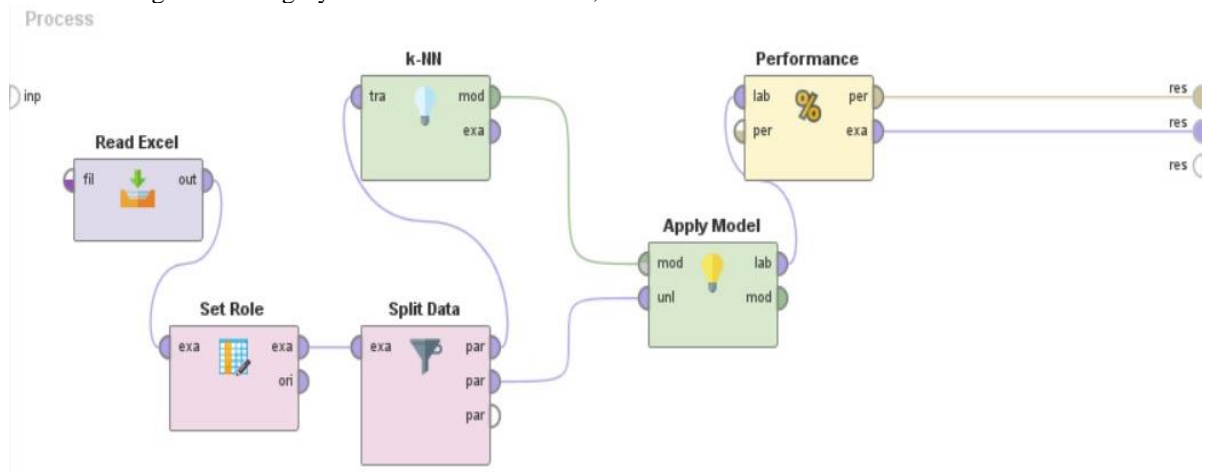 Process
inp
Read Excel
fil
out
Set Role
exa
exa
ori
Split Data
exa
par
par
par
k-NN
tra
mod
exa
Apply Model
mod
lab
unl
mod
Performance
%
lab
per
per
exa
res
res
res